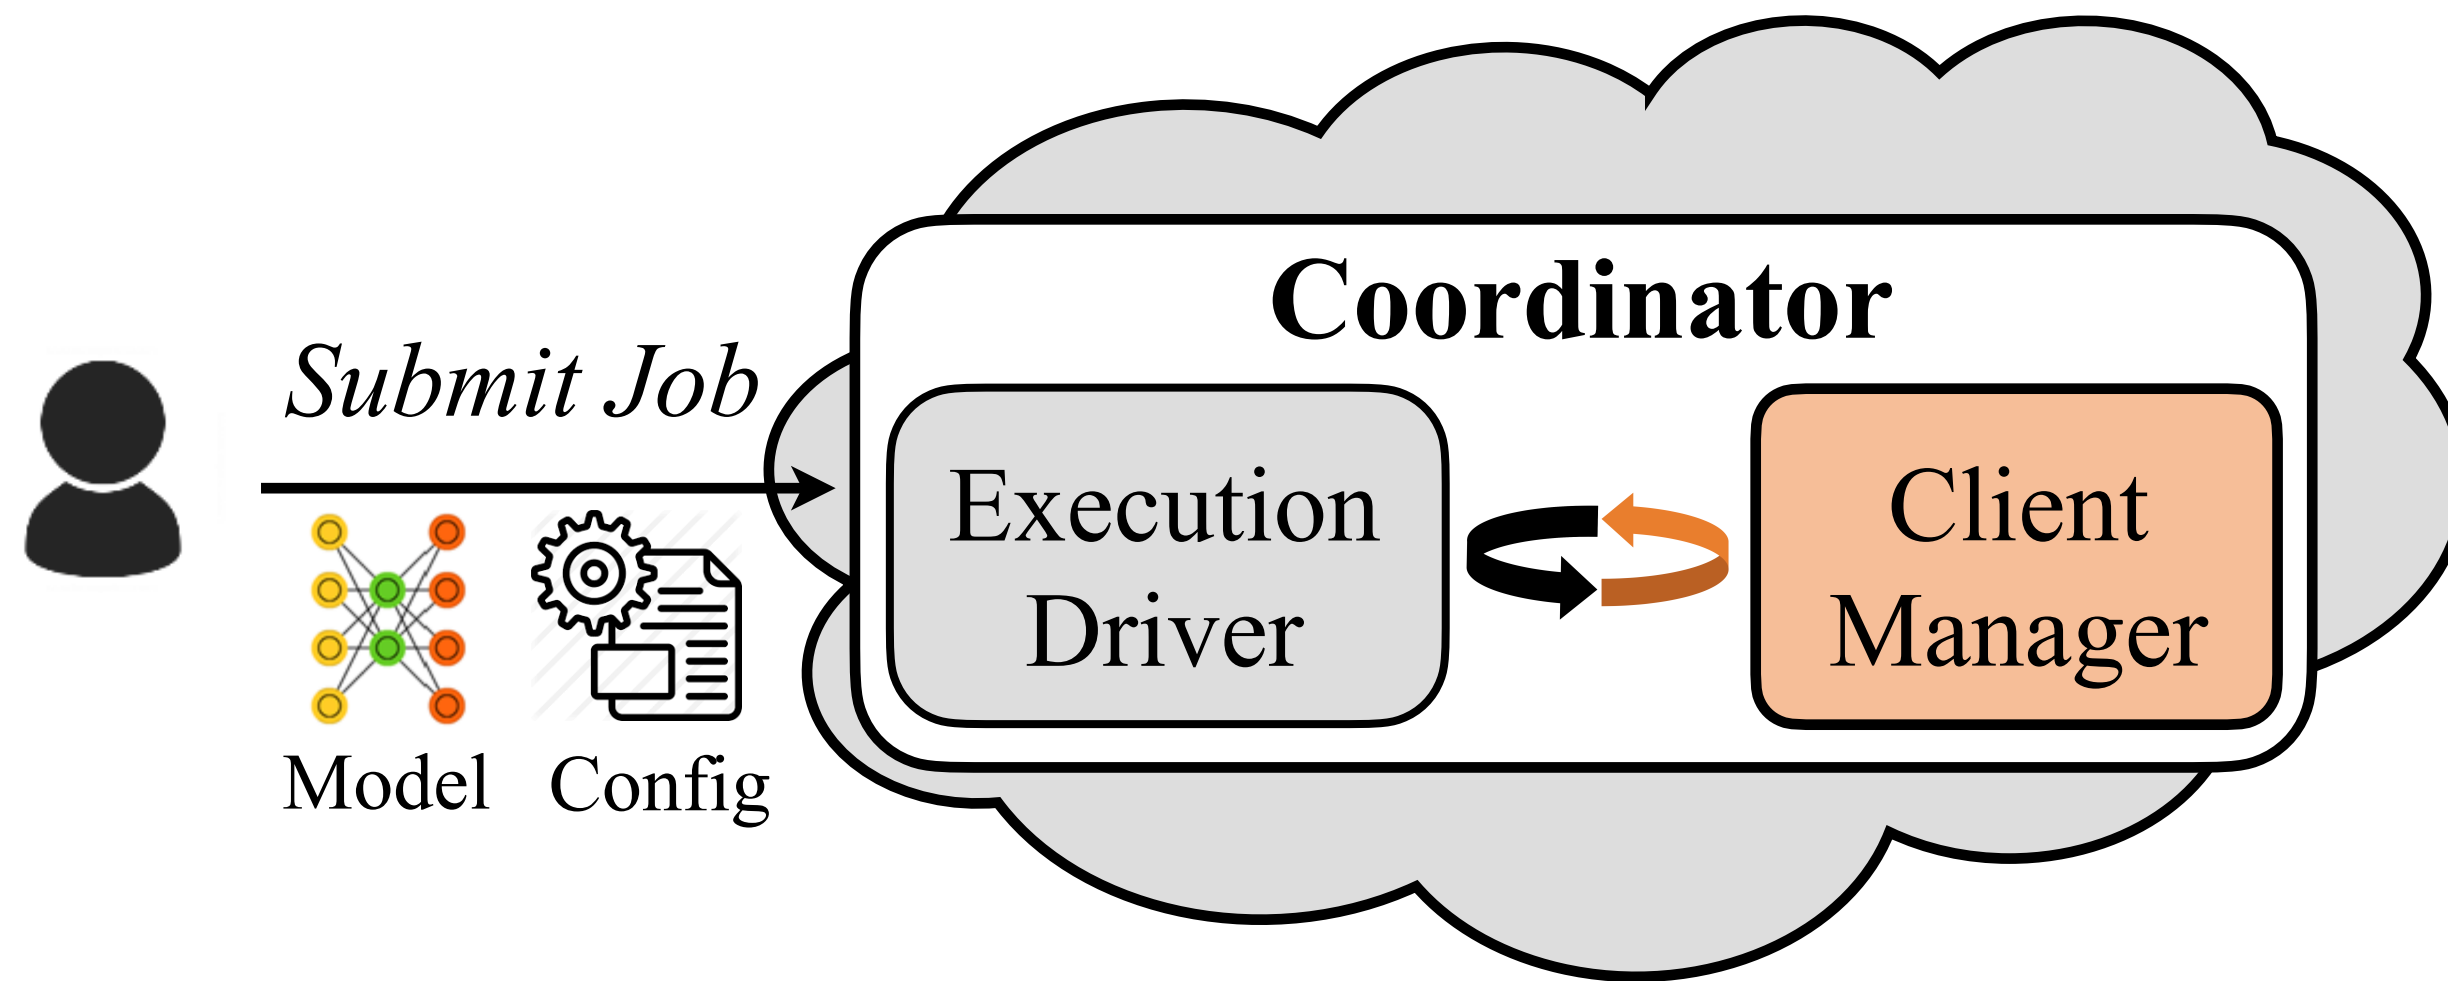 Submit Job
Model
Config
Coordinator
Execution
Driver
Client
Manager